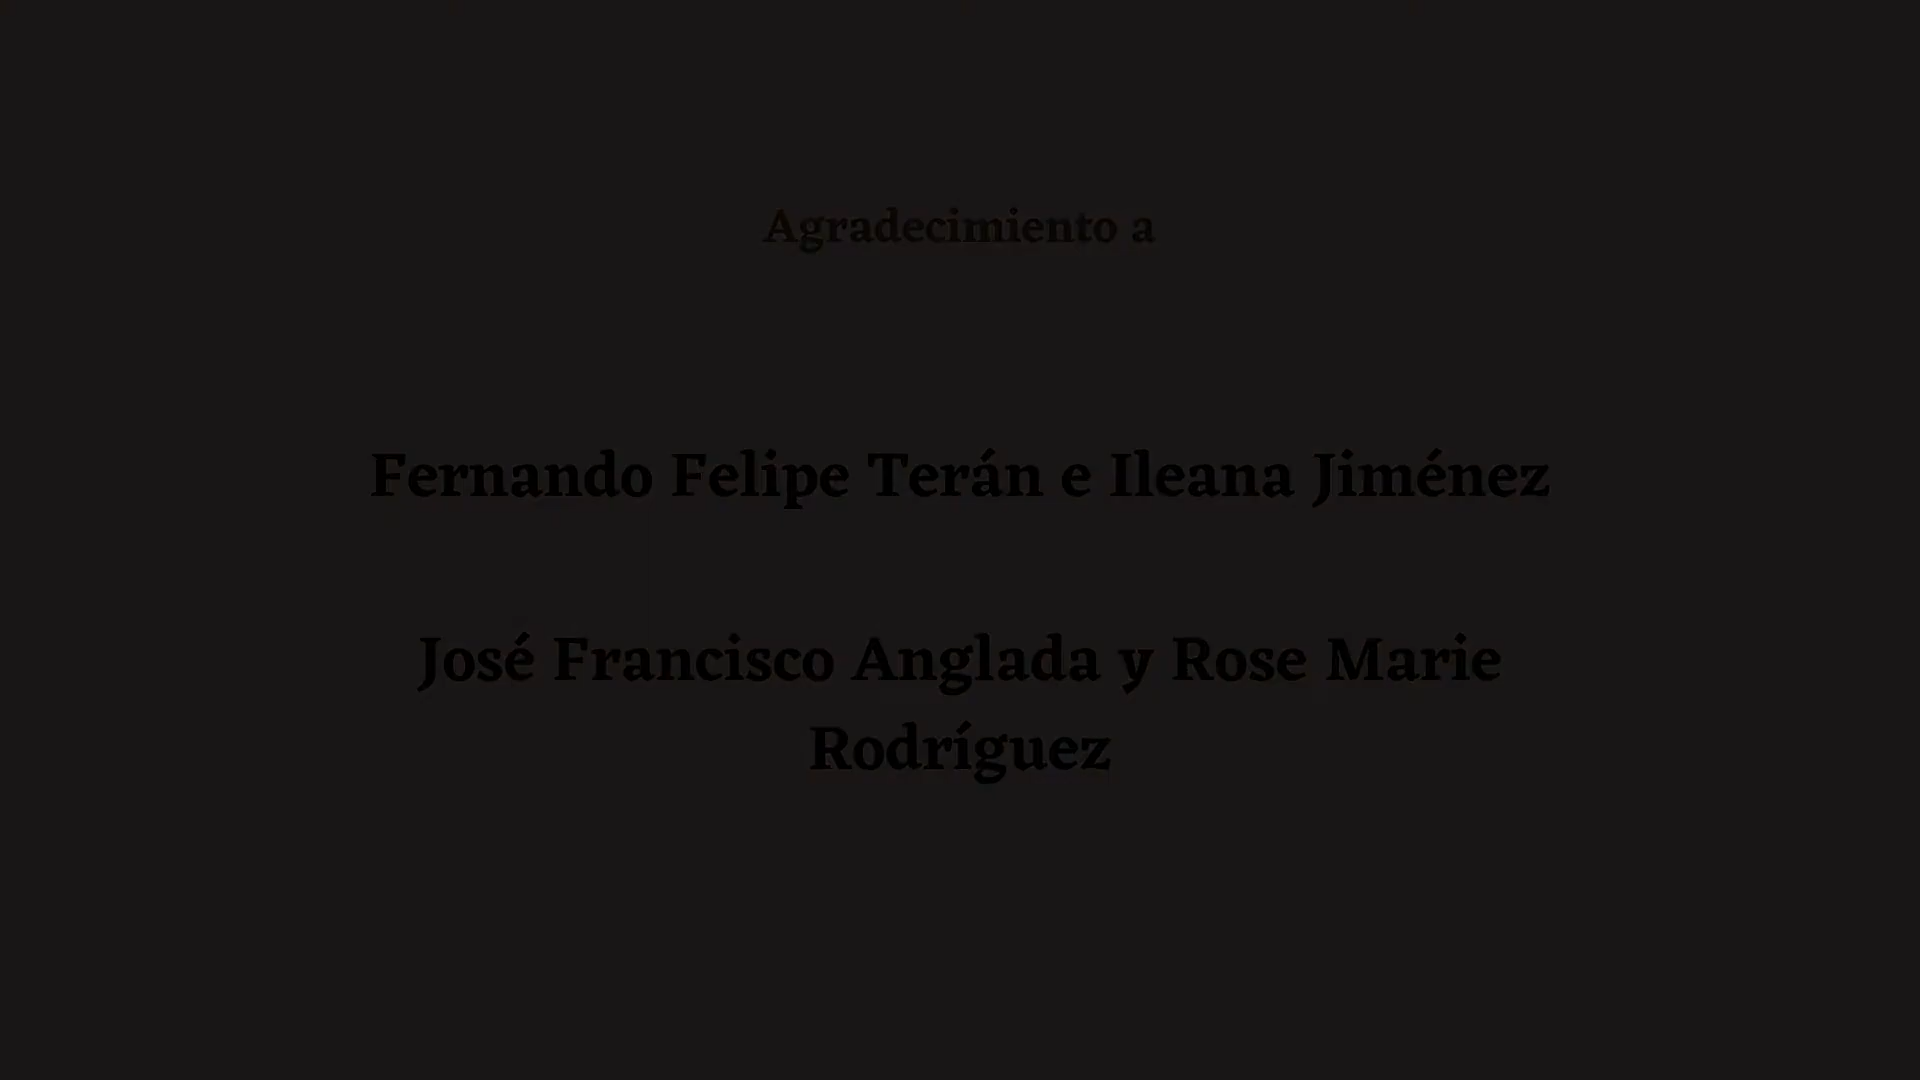 Agradecimiento a
Fernando Felipe Terán e Ileana Jiménez
José Francisco Anglada y Rose Marie
Rodríguez